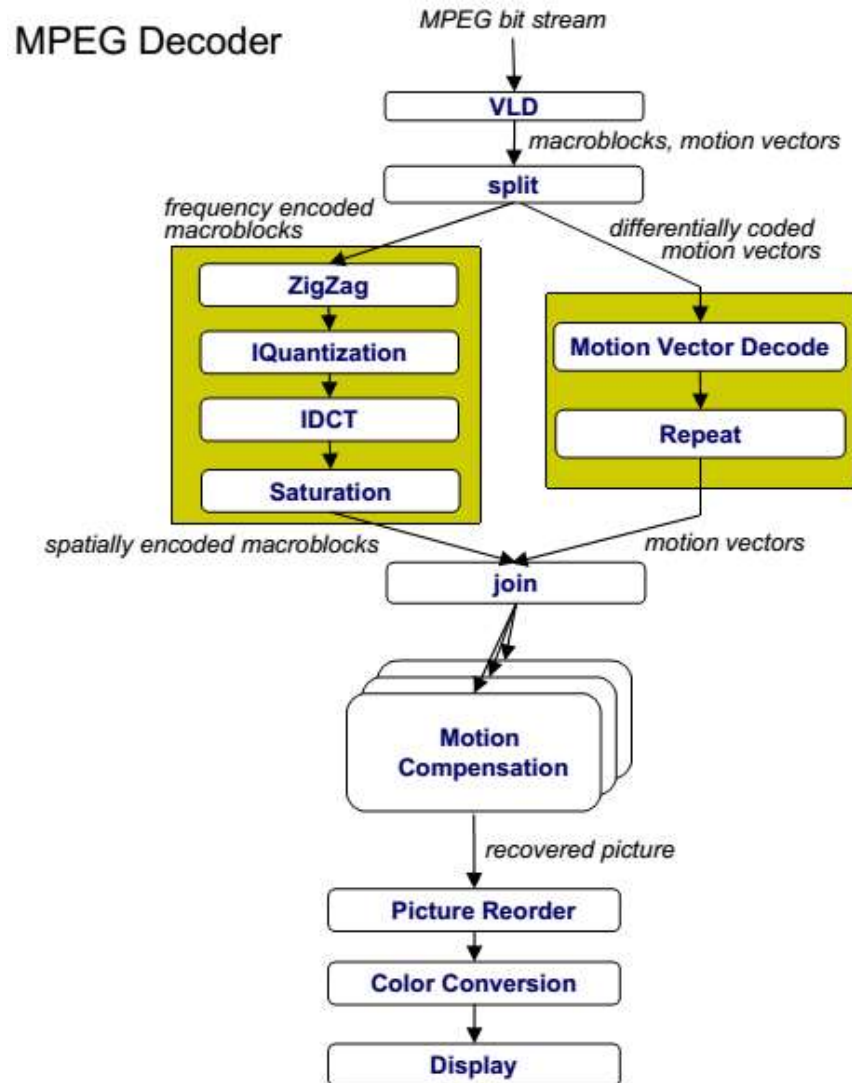 MPEG Decoder
MPEG bit stream
VLD
macroblocks, motion vectors
split
frequency encoded
macroblocks
differentially coded
motion vectors
ZigZag
IQuantization
IDCT
Saturation
Motion Vector Decode
Repeat
spatially encoded macroblocks
motion vectors
join
Motion
Compensation
recovered picture
Picture Reorder
Color Conversion
Display